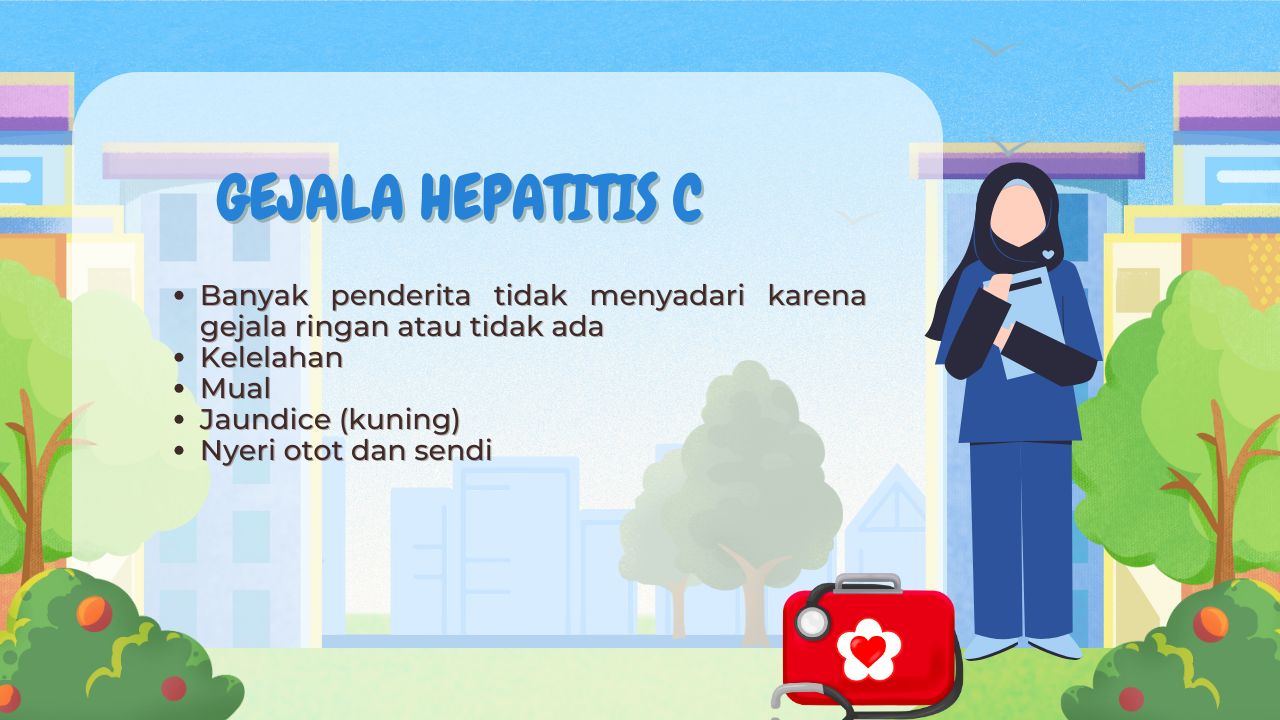 GEJALA HEPATITIS C
• Banyak penderita tidak menyadari karena
gejala ringan atau tidak ada
• Kelelahan
• Mual
• Jaundice (kuning)
• Nyeri otot dan sendi